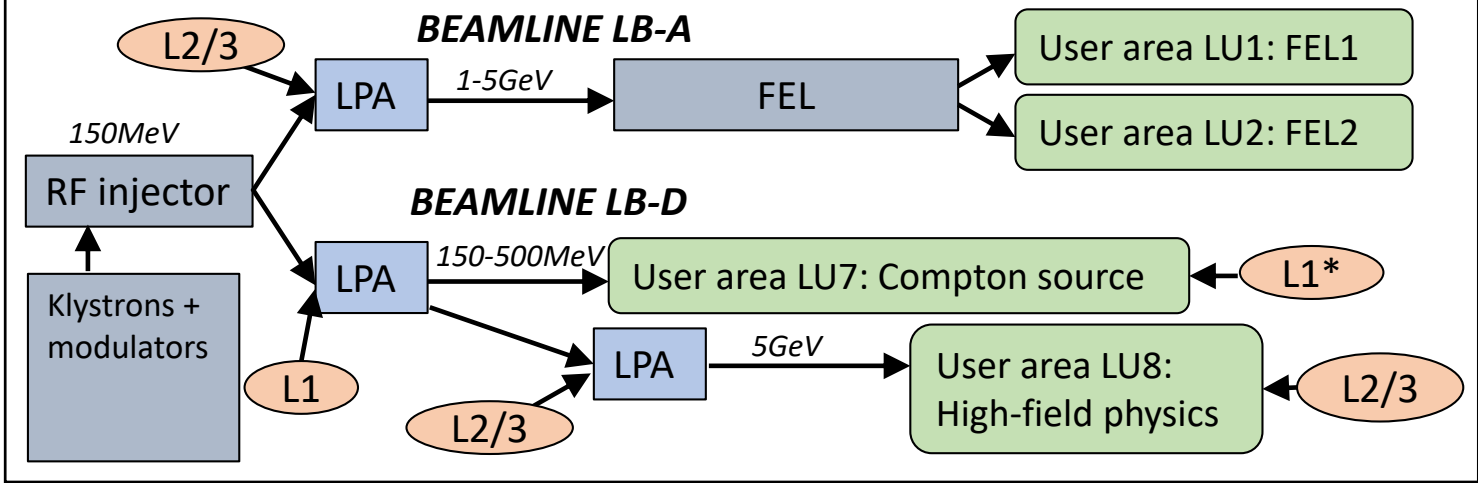 BEAMLINE LB-A
L2/3
LPA
1-5GeV
FEL
User area LU1: FEL1
User area LU2: FEL2
150MeV
RF injector
BEAMLINE LB-D
LPA
150-500MeV
User area LU7: Compton source
L1*
Klystrons +
modulators
L1
L2/3
LPA
5GeV
User area LU8:
High-field physics
L2/3